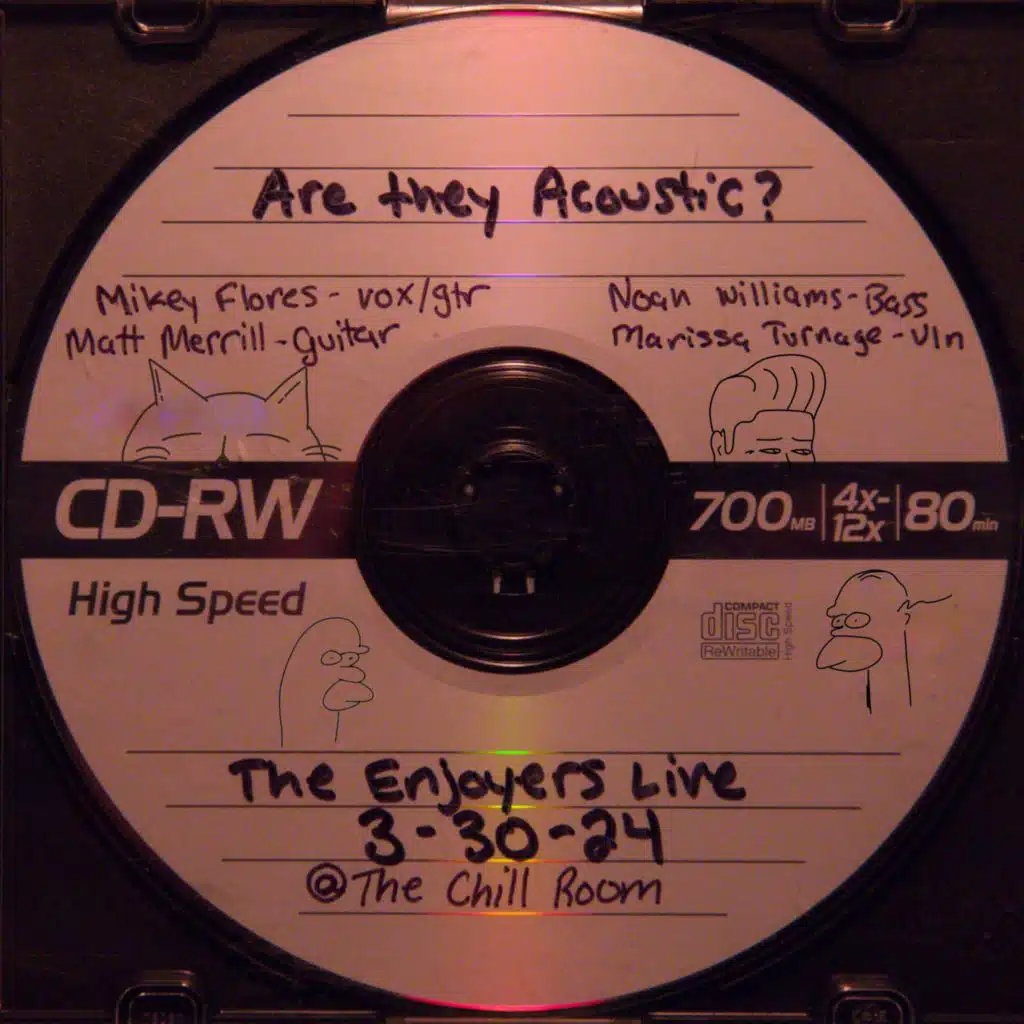 Are they Acoustic?
Mikey Flores - vox/gtr
Matt Merrill - guitar
Noah Williams - Bass
Marissa Turnage - Vln
CD-RW
700MB | 4x-12x | 80min
High Speed
COMPACT
disc
ReWritable
High Speed
The Enjoyers Live
3-30-24
@The Chill Room